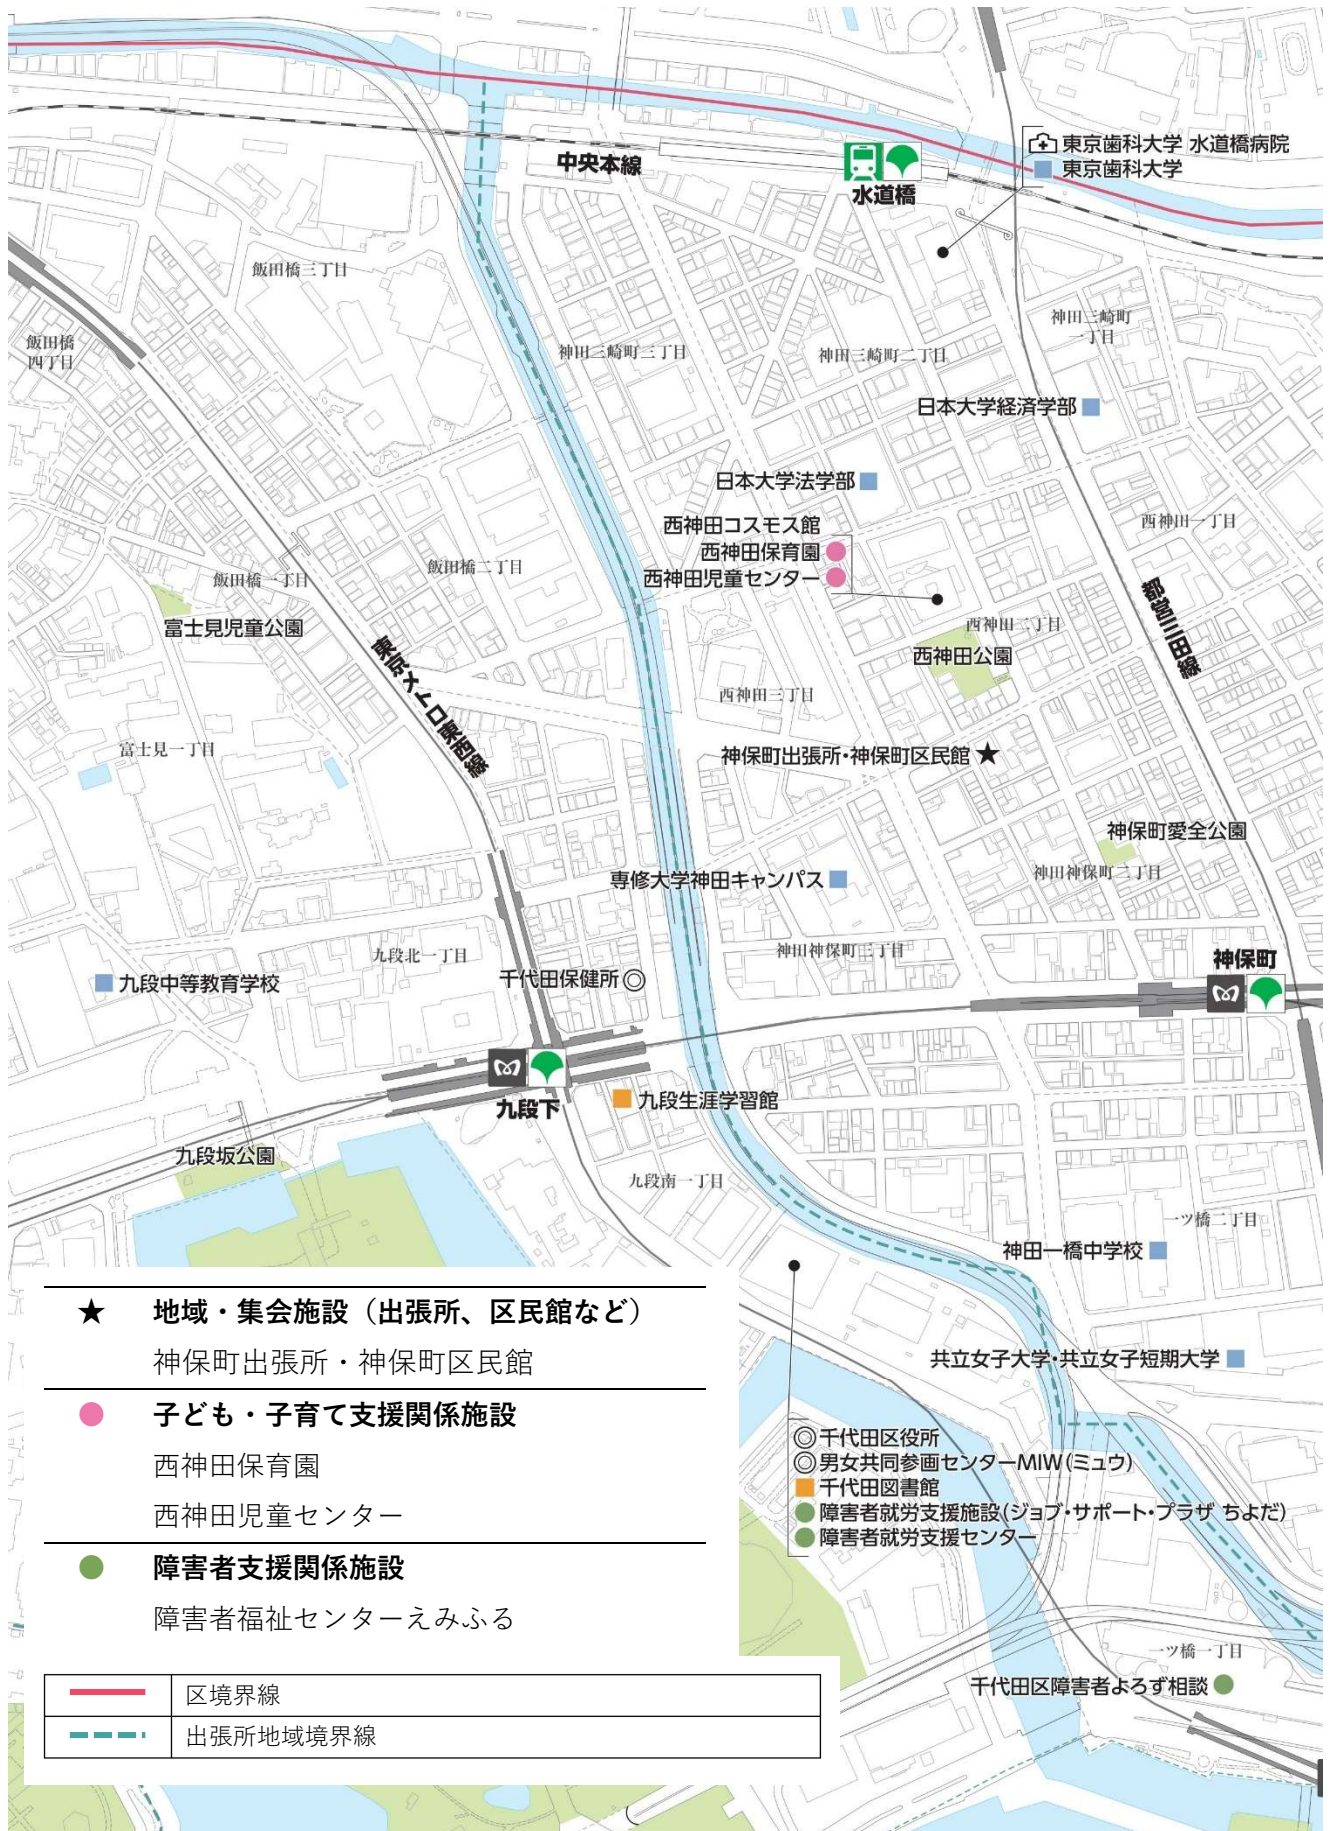 東京歯科大学 水道橋病院
東京歯科大学
中央本線
水道橋
飯田橋三丁目
飯田橋
四丁目
神田三崎町三丁目
神田三崎町二丁目
神田三崎町
一丁目
日本大学経済学部
日本大学法学部
西神田コスモス館
西神田保育園
西神田児童センター
西神田一丁目
飯田橋一丁目
飯田橋二丁目
富士見児童公園
東京メトロ東西線
都営三田線
西神田二丁目
西神田公園
西神田三丁目
富士見一丁目
神保町出張所・神保町区民館 ★
神保町愛全公園
神田神保町二丁目
専修大学神田キャンパス
九段北一丁目
神田神保町三丁目
神保町
九段中等教育学校
千代田保健所◎
九段下
九段生涯学習館
九段坂公園
九段南一丁目
一ツ橋二丁目
神田一橋中学校
共立女子大学・共立女子短期大学
◎千代田区役所
◎男女共同参画センターMIW(ミュウ)
千代田図書館
障害者就労支援施設(ジョブ・サポート・プラザ ちよだ)
障害者就労支援センター
一ツ橋一丁目
千代田区障害者よろず相談
★ 地域・集会施設（出張所、区民館など）
神保町出張所・神保町区民館
子ども・子育て支援関係施設
西神田保育園
西神田児童センター
障害者支援関係施設
障害者福祉センターえみふる
区境界線
出張所地域境界線